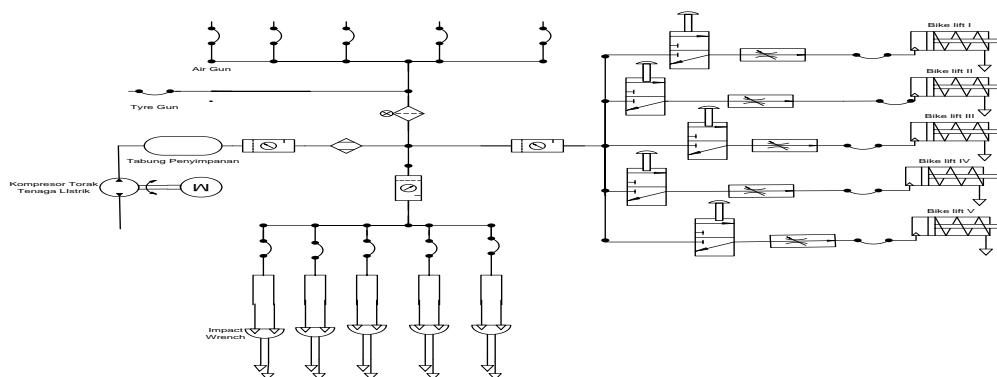 Air Gun
Tyre Gun
Tabung Penyimpanan
Kompresor Torak
Tenaga LIstrik
M
Impact
Wrench
Bike lift I
Bike lift II
Bike lift III
Bike lift IV
Bike lift V